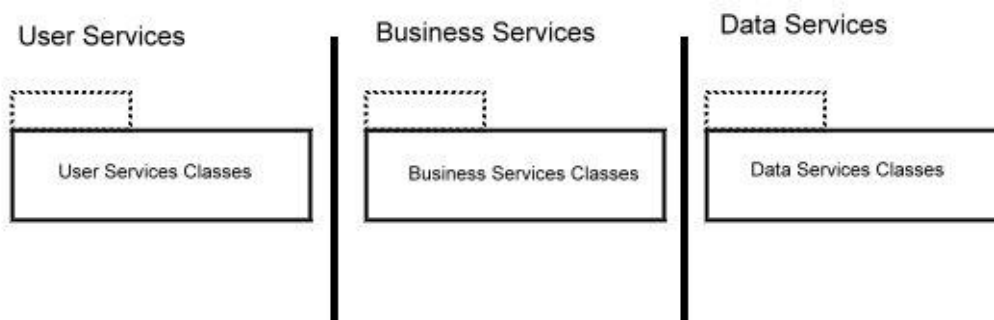 User Services
Business Services
Data Services
User Services Classes
Business Services Classes
Data Services Classes